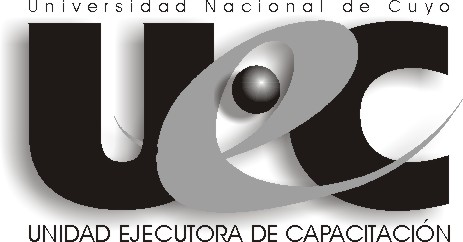 Universidad Nacional de Cuyo
UeC
UNIDAD EJECUTORA DE CAPACITACIÓN